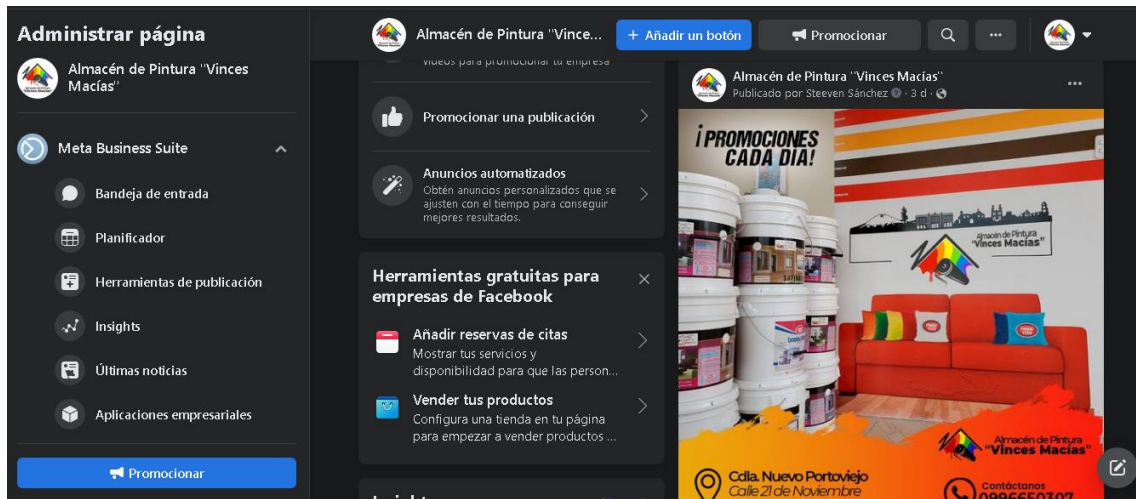 Administrar página
Almacén de Pintura "Vinces
Macías"
Meta Business Suite
Bandeja de entrada
Planificador
Herramientas de publicación
Insights
Últimas noticias
Aplicaciones empresariales
Promocionar
Almacén de Pintura "Vince...
+ Añadir un botón
Promocionar
videos para promocionar tu empresa
Promocionar una publicación
Anuncios automatizados
Obtén anuncios personalizados que se
ajusten con el tiempo para conseguir
mejores resultados.
Herramientas gratuitas para
empresas de Facebook
Añadir reservas de citas
Mostrar tus servicios y
disponibilidad para que las person...
Vender tus productos
Configura una tienda en tu página
para empezar a vender productos ...
Almacén de Pintura "Vinces Macías"
Publicado por Steeven Sánchez · 3 d ·
¡PROMOCIONES
CADA DÍA!
Almacén de Pintura
"Vinces Macías"
Almacén de Pintura
"Vinces Macías"
Cdla. Nuevo Portoviejo
Calle 21 de Noviembre
Contáctanos
0996650307